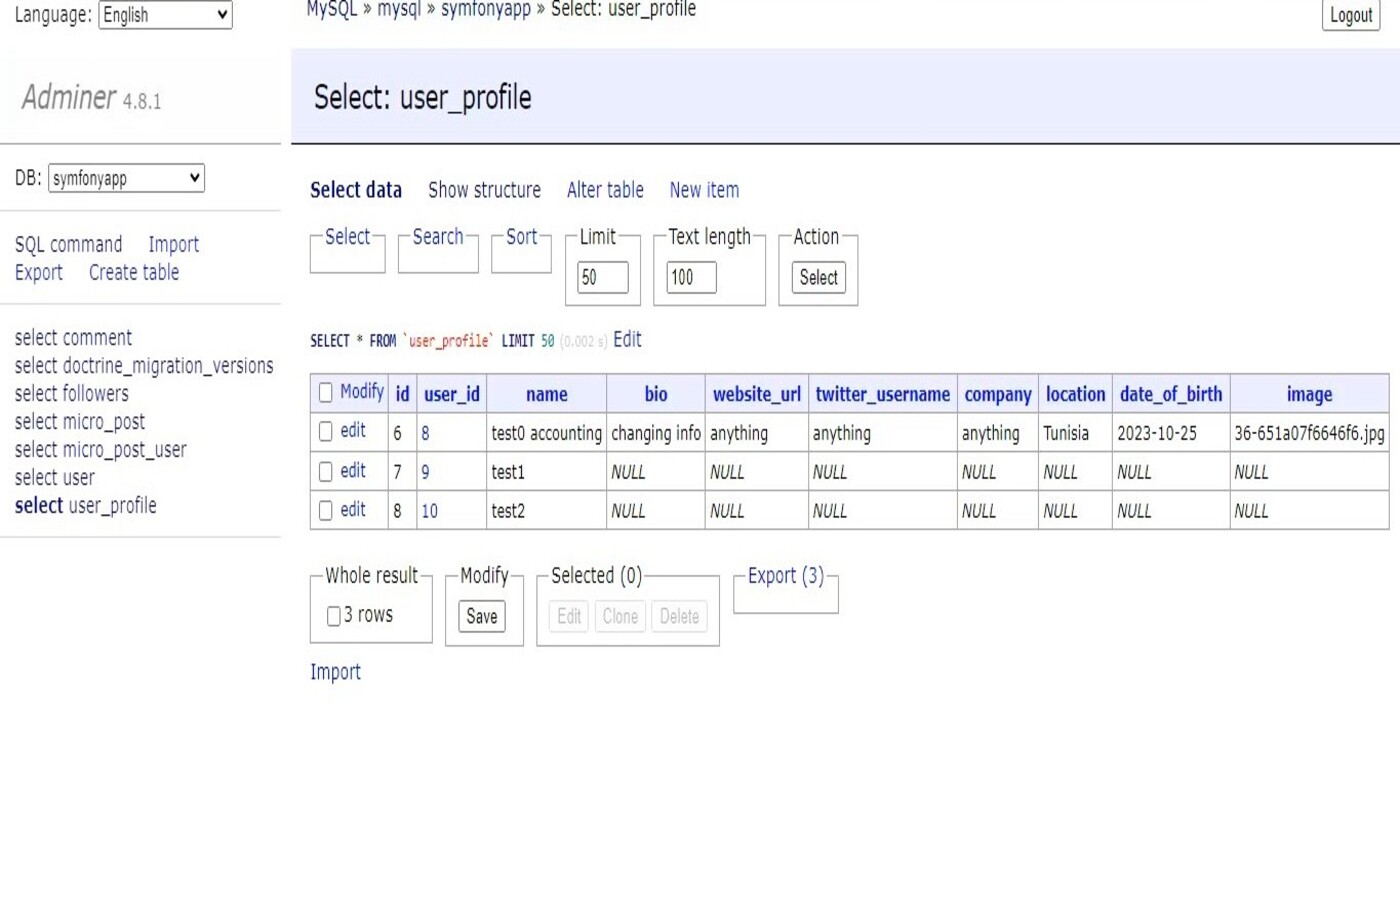 Language: English
MySQL » mysql » symfonyapp » Select: user_profile
Logout
Adminer 4.8.1
Select: user_profile
DB: symfonyapp
Select data Show structure Alter table New item
SQL command Import
Export Create table
Select Search Sort Limit Text length Action
50 100 Select
SELECT * FROM `user_profile` LIMIT 50 (0.002 s) Edit
select comment
select doctrine_migration_versions
select followers
select micro_post
select micro_post_user
select user
select user_profile
Modify id user_id name bio website_url twitter_username company location date_of_birth image
edit 6 8 test0 accounting changing info anything anything anything Tunisia 2023-10-25 36-651a07f6646f6.jpg
edit 7 9 test1 NULL NULL NULL NULL NULL NULL NULL
edit 8 10 test2 NULL NULL NULL NULL NULL NULL NULL
Whole result Modify Selected (0) Export (3)
3 rows Save Edit Clone Delete
Import